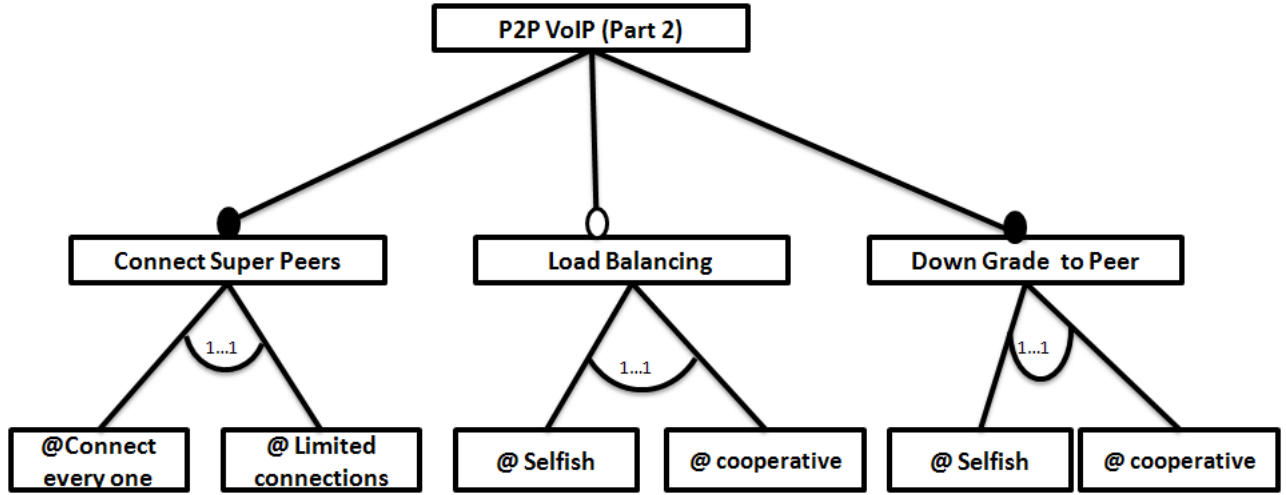 P2P VoIP (Part 2)
Connect Super Peers
Load Balancing
Down Grade to Peer
1...1
1...1
1...1
@Connect
every one
@ Limited
connections
@ Selfish
@ cooperative
@ Selfish
@ cooperative